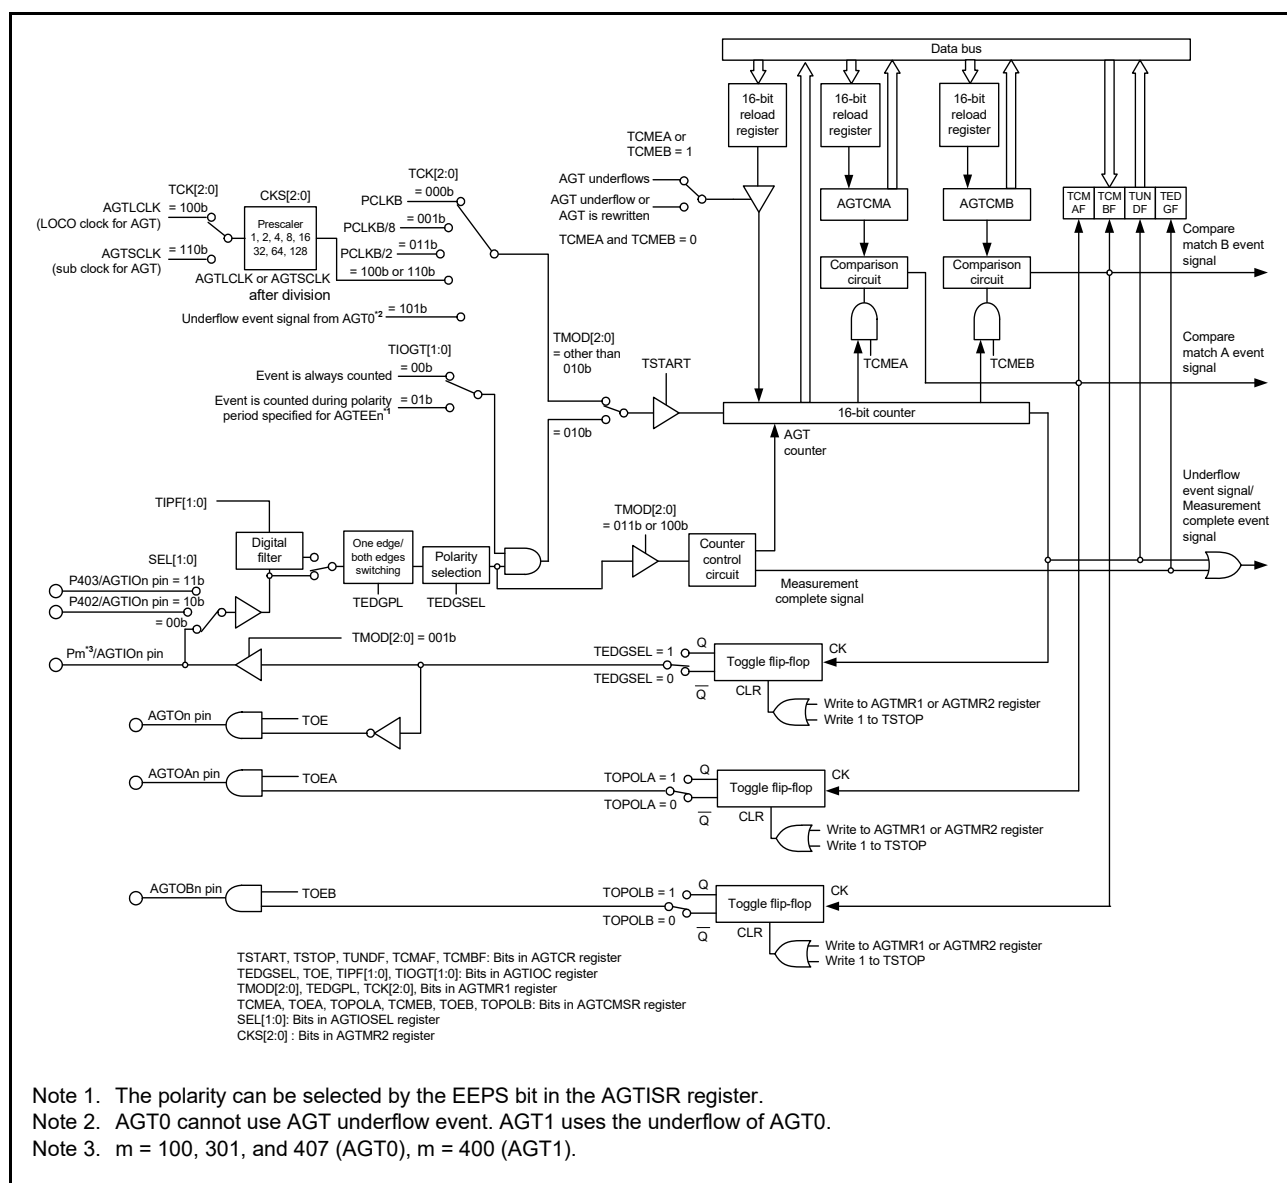 Data bus
16-bit
reload
register
16-bit
reload
register
16-bit
reload
register
TCMEA or
TCMEB = 1
AGT underflows
AGT underflow or
AGT is rewritten
TCMEA and TCMEB = 0
AGTCMA
AGTCMB
TCM
AF
TCM
BF
TUN
DF
TED
GF
Comparison
circuit
Comparison
circuit
TCMEA
TCMEB
Compare
match B event
signal
Compare
match A event
signal
TCK[2:0]
AGTLCLK
(LOCO clock for AGT)
= 100b
AGTSCLK
(sub clock for AGT)
= 110b
CKS[2:0]
Prescaler
1, 2, 4, 8, 16
32, 64, 128
AGTLCLK or AGTSCLK
after division
TCK[2:0]
PCLKB
= 000b
PCLKB/8
= 001b
PCLKB/2
= 011b
= 100b or 110b
Underflow event signal from AGT0*2
= 101b
TIOGT[1:0]
Event is always counted
= 00b
Event is counted during polarity
period specified for AGTEEn*1
= 01b
TMOD[2:0]
= other than
010b
= 010b
TSTART
16-bit counter
AGT
counter
Underflow
event signal/
Measurement
complete event
signal
TIPF[1:0]
Digital
filter
SEL[1:0]
One edge/
both edges
switching
TEDGPL
Polarity
selection
TEDGSEL
TMOD[2:0]
= 011b or 100b
Counter
control
circuit
Measurement
complete signal
P403/AGTIOn pin = 11b
P402/AGTIOn pin = 10b
= 00b
TMOD[2:0] = 001b
Pm*3/AGTIOn pin
TEDGSEL = 1
TEDGSEL = 0
Q
Q
Toggle flip-flop
CK
CLR
Write to AGTMR1 or AGTMR2 register
Write 1 to TSTOP
AGTOn pin
TOE
AGTOAn pin
TOEA
TOPOLA = 1
TOPOLA = 0
Q
Q
Toggle flip-flop
CK
CLR
Write to AGTMR1 or AGTMR2 register
Write 1 to TSTOP
AGTOBn pin
TOEB
TOPOLB = 1
TOPOLB = 0
Q
Q
Toggle flip-flop
CK
CLR
Write to AGTMR1 or AGTMR2 register
Write 1 to TSTOP
TSTART, TSTOP, TUNDF, TCMAF, TCMBF: Bits in AGTCR register
TEDGSEL, TOE, TIPF[1:0], TIOGT[1:0]: Bits in AGTIOC register
TMOD[2:0], TEDGPL, TCK[2:0], Bits in AGTMR1 register
TCMEA, TOEA, TOPOLA, TCMEB, TOEB, TOPOLB: Bits in AGTCMSR register
SEL[1:0]: Bits in AGTIOSEL register
CKS[2:0] : Bits in AGTMR2 register
Note 1. The polarity can be selected by the EEPS bit in the AGTISR register.
Note 2. AGT0 cannot use AGT underflow event. AGT1 uses the underflow of AGT0.
Note 3. m = 100, 301, and 407 (AGT0), m = 400 (AGT1).